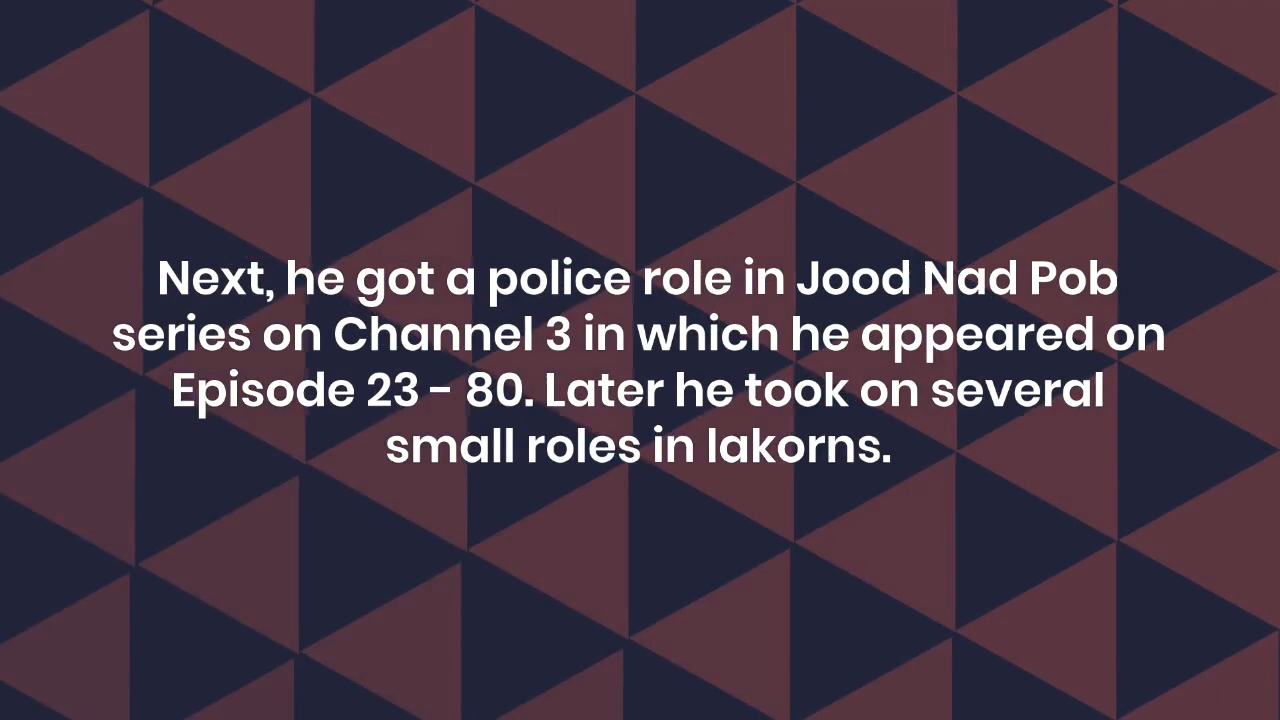 Next, he got a police role in Jood Nad Pob
series on Channel 3 in which he appeared on
Episode 23 - 80. Later he took on several
small roles in lakorns.